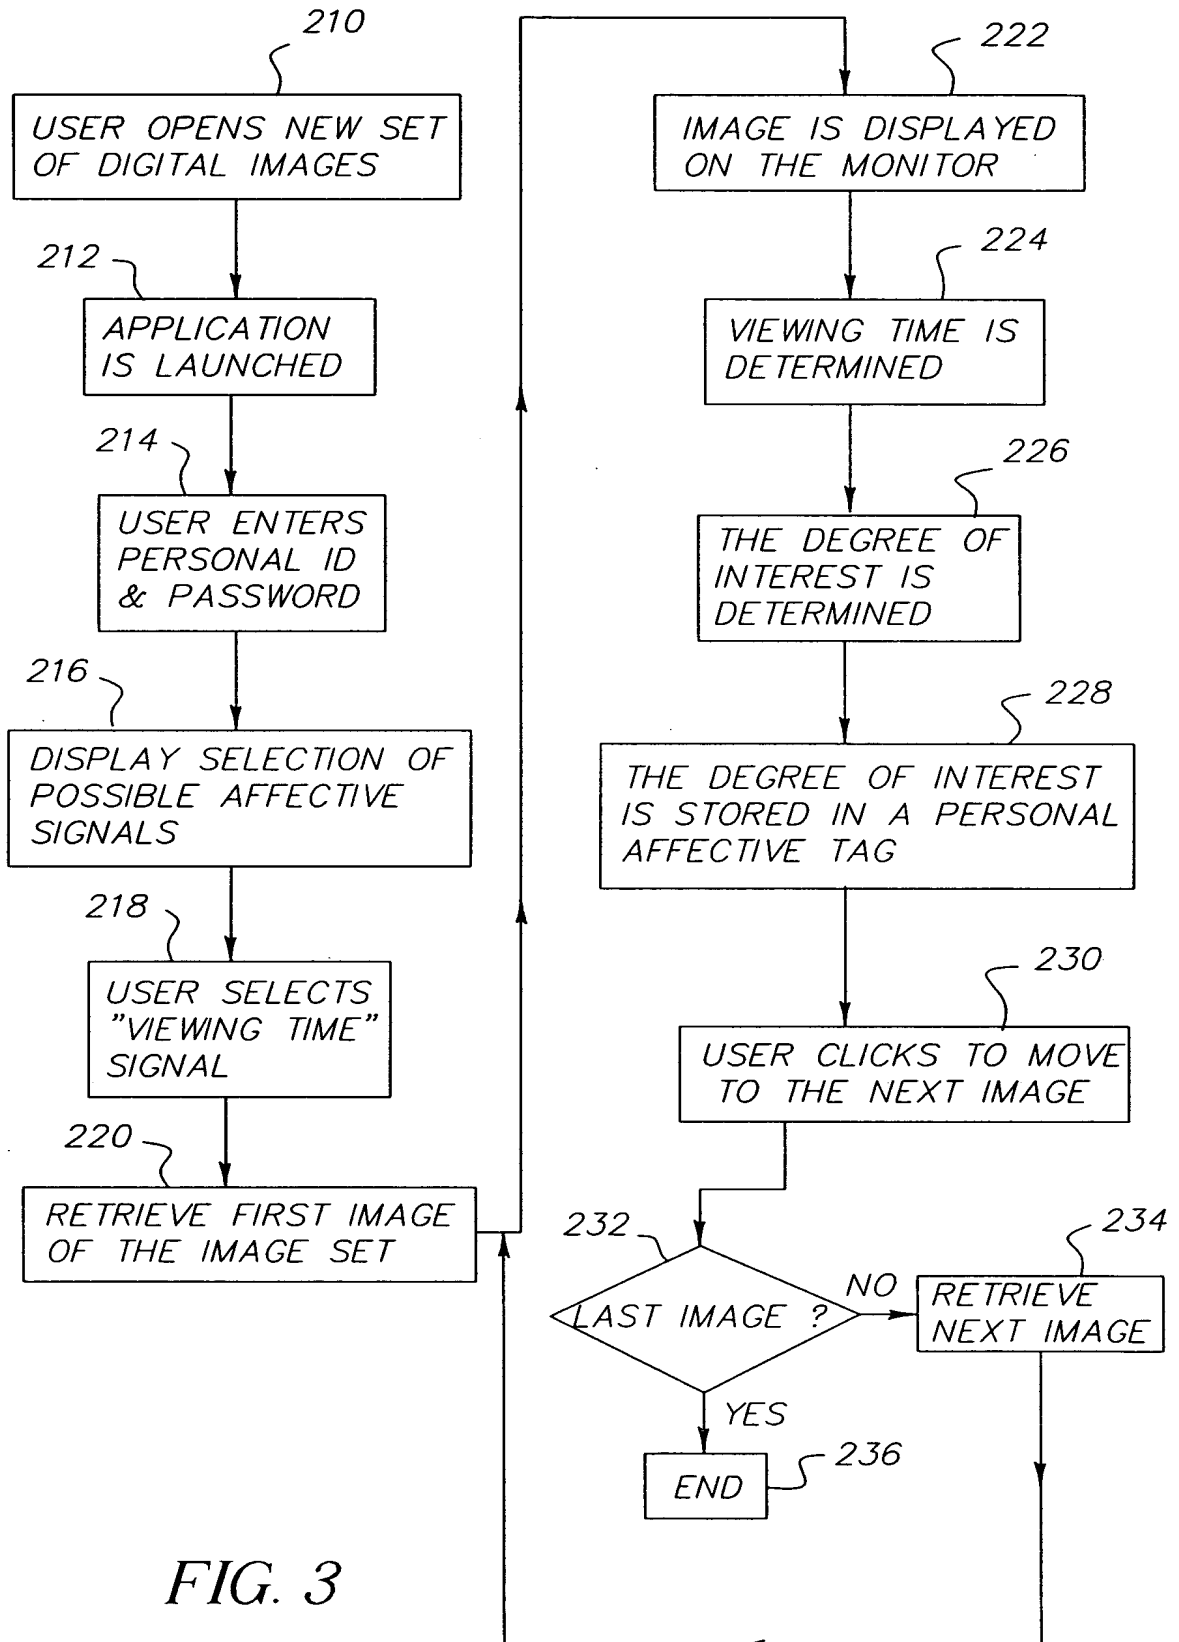 210
USER OPENS NEW SET
OF DIGITAL IMAGES
212
APPLICATION
IS LAUNCHED
214
USER ENTERS
PERSONAL ID
& PASSWORD
216
DISPLAY SELECTION OF
POSSIBLE AFFECTIVE
SIGNALS
218
USER SELECTS
"VIEWING TIME"
SIGNAL
220
RETRIEVE FIRST IMAGE
OF THE IMAGE SET
222
IMAGE IS DISPLAYED
ON THE MONITOR
224
VIEWING TIME IS
DETERMINED
226
THE DEGREE OF
INTEREST IS
DETERMINED
228
THE DEGREE OF INTEREST
IS STORED IN A PERSONAL
AFFECTIVE TAG
230
USER CLICKS TO MOVE
TO THE NEXT IMAGE
232
LAST IMAGE ?
NO
234
RETRIEVE
NEXT IMAGE
YES
236
END
FIG. 3